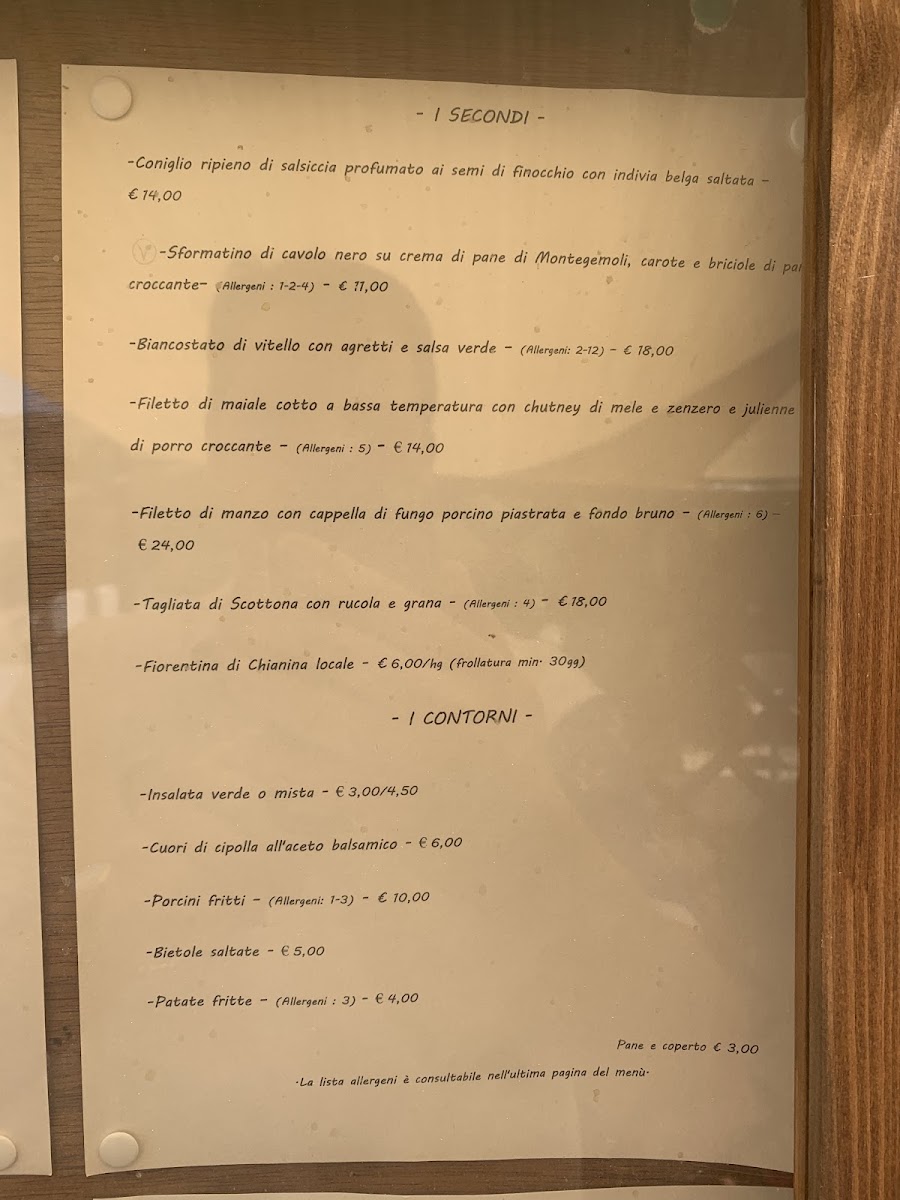 - I SECONDI -
-Coniglio ripieno di salsiccia profumato ai semi di finocchio con indivia belga saltata -
€ 14,00
V -Sformatino di cavolo nero su crema di pane di Montegemoli, carote e briciole di
croccante- (Allergeni : 1-2-4) - € 11,00
-Biancostato di vitello con agretti e salsa verde - (Allergeni: 2-12) - € 18,00
-Filetto di maiale cotto a bassa temperatura con chutney di mele e zenzero e julienne
di porro croccante - (Allergeni : 5) - € 14,00
-Filetto di manzo con cappella di fungo porcino piastrata e fondo bruno - (Allergeni : 6) -
€ 24,00
-Tagliata di Scottona con rucola e grana - (Allergeni : 4) - € 18,00
-Fiorentina di Chianina locale - € 6,00/hg (frollatura min· 30gg)
- I CONTORNI -
-Insalata verde o mista - € 3,00/4,50
-Cuori di cipolla all'aceto balsamico - € 6,00
-Porcini fritti - (Allergeni: 1-3) - € 10,00
-Bietole saltate - € 5,00
-Patate fritte - (Allergeni : 3) - € 4,00
Pane e coperto € 3,00
·La lista allergeni è consultabile nell'ultima pagina del menù·